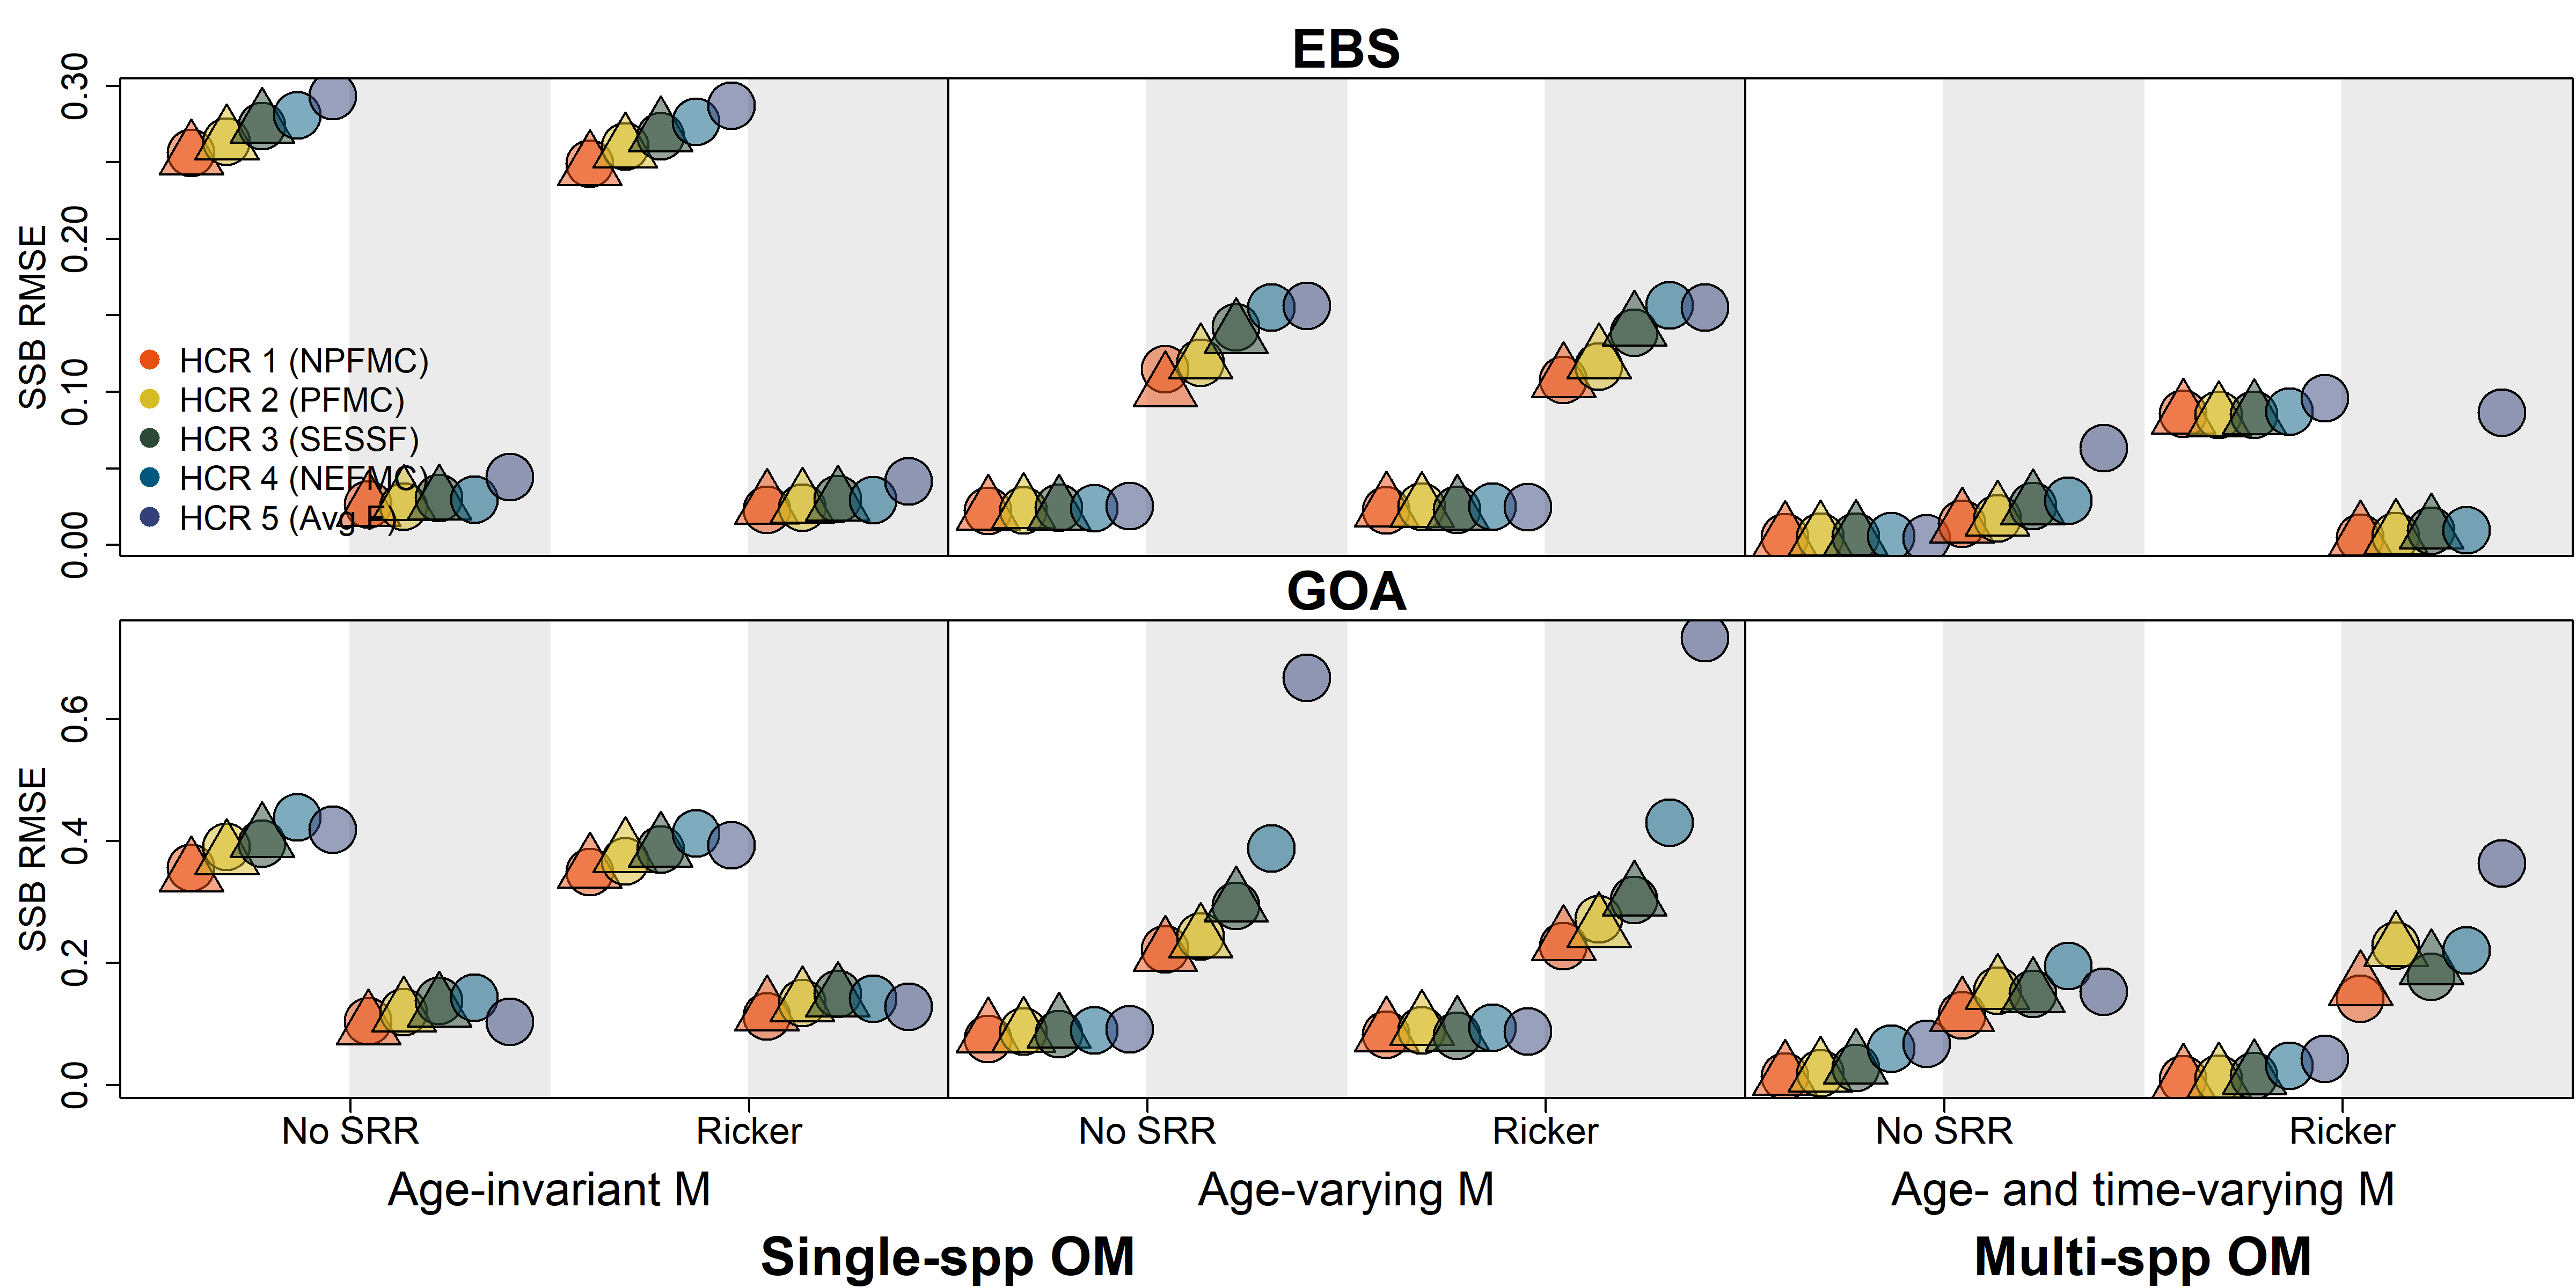 EBS
SSB RMSE
0.30
0.20
0.10
0.00
HCR 1 (NPFMC)
HCR 2 (PFMC)
HCR 3 (SESSF)
HCR 4 (NEFMC)
HCR 5 (Avg F)
GOA
SSB RMSE
0.6
0.4
0.2
0.0
No SRR Ricker No SRR Ricker No SRR Ricker
Age-invariant M Age-varying M Age- and time-varying M
Single-spp OM Multi-spp OM